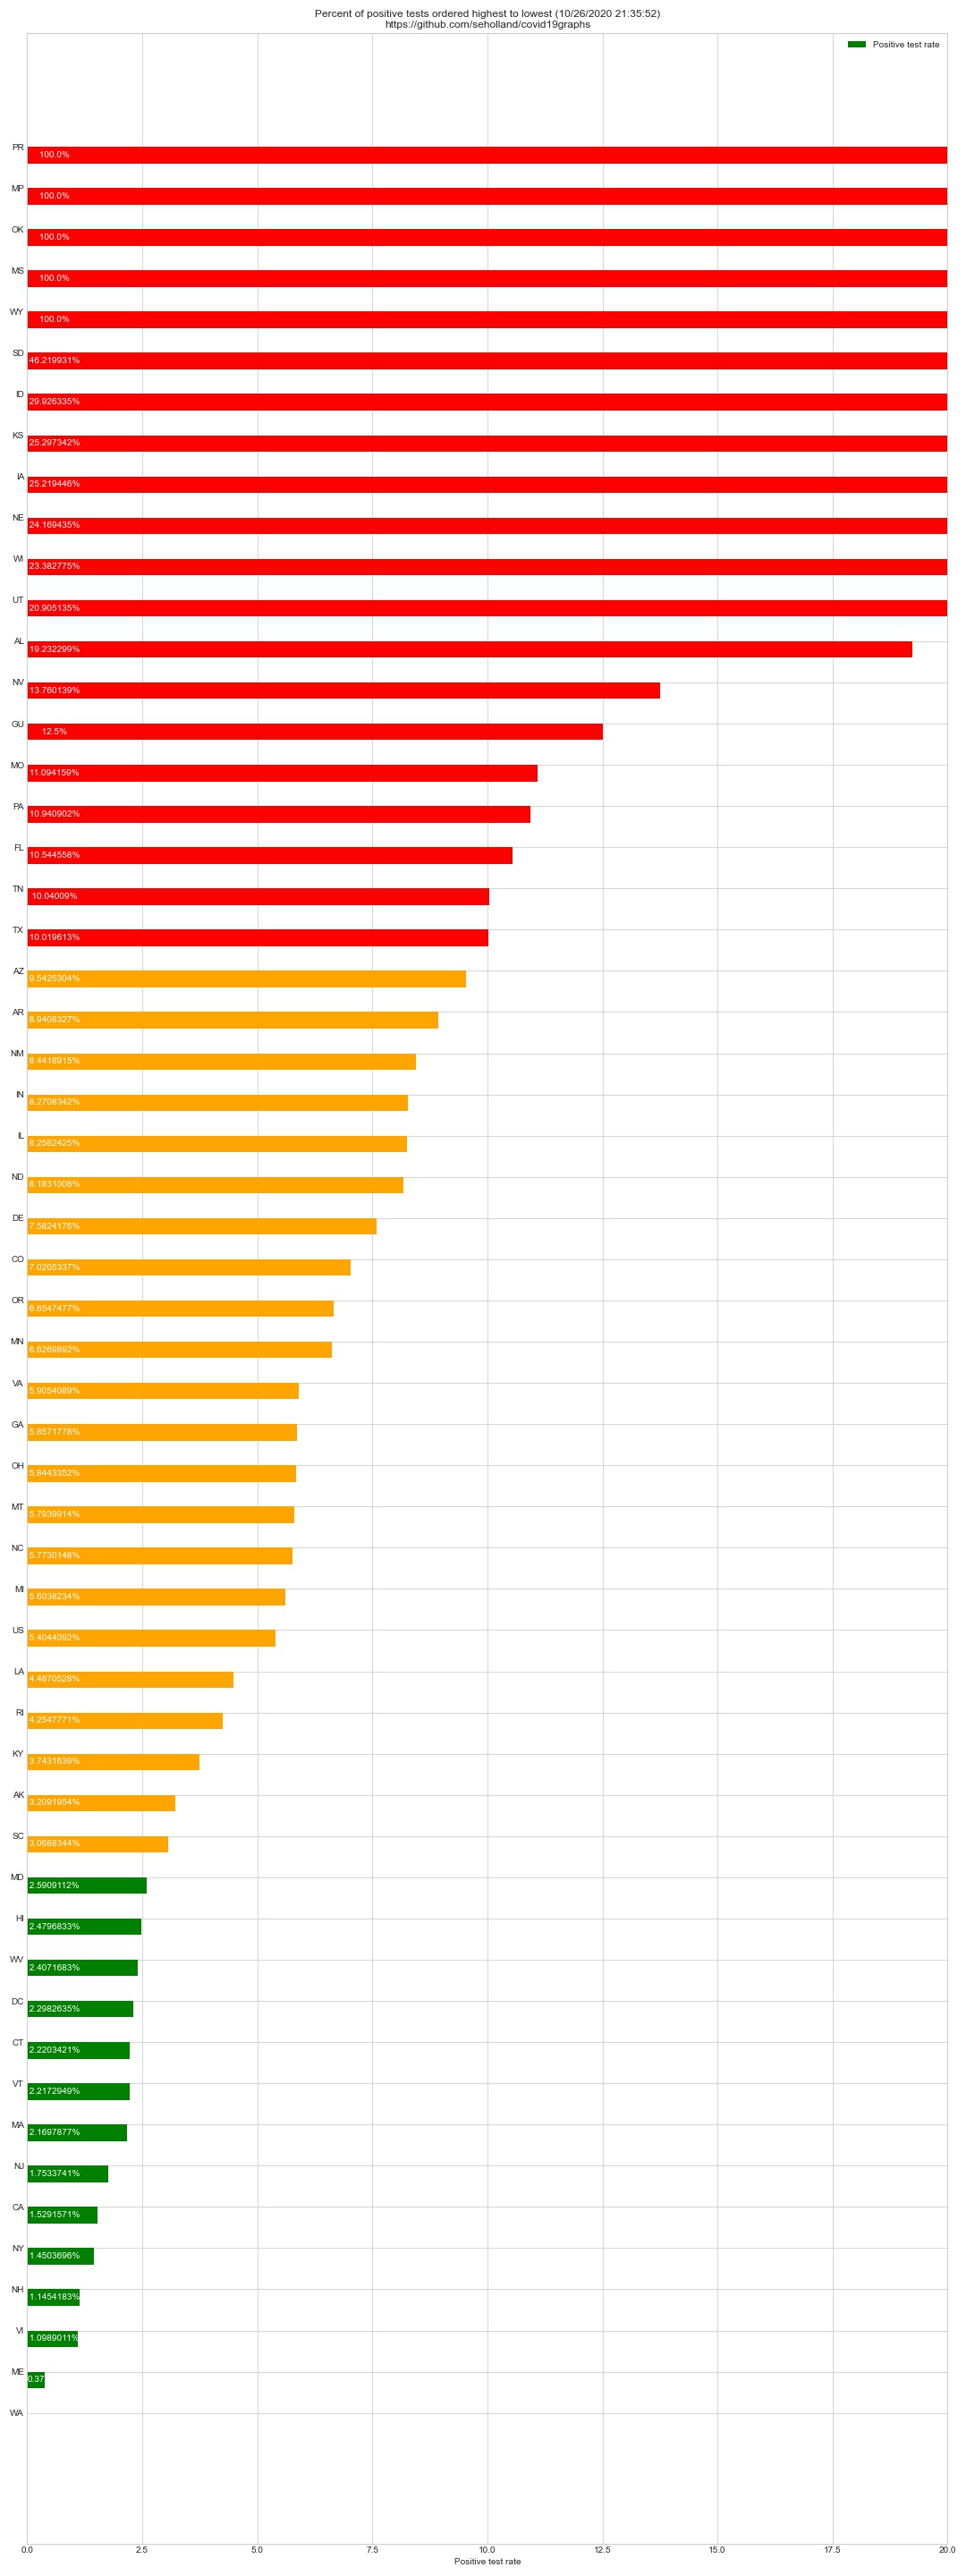 Percent of positive tests ordered highest to lowest (10/26/2020 21:35:52)
https://github.com/seholland/covid19graphs
Positive test rate
PR 100.0%
MP 100.0%
OK 100.0%
MS 100.0%
WY 100.0%
SD 46.219931%
ID 29.926335%
KS 25.297342%
IA 25.219446%
NE 24.169435%
WI 23.382775%
UT 20.905135%
AL 19.232299%
NV 13.760139%
GU 12.5%
MO 11.094159%
PA 10.940902%
FL 10.544558%
TN 10.04009%
TX 10.019613%
AZ 9.5425304%
AR 8.9408327%
NM 8.4418915%
IN 8.2708342%
IL 8.2582425%
ND 8.1831008%
DE 7.5824176%
CO 7.0205337%
OR 6.6547477%
MN 6.6269892%
VA 5.9054089%
GA 5.8571778%
OH 5.8443352%
MT 5.7939914%
NC 5.7730148%
MI 5.6038234%
US 5.4044092%
LA 4.4870528%
RI 4.2547771%
KY 3.7431639%
AK 3.2091954%
SC 3.0688344%
MD 2.5909112%
HI 2.4796833%
WV 2.4071683%
DC 2.2982635%
CT 2.2203421%
VT 2.2172949%
MA 2.1697877%
NJ 1.7533741%
CA 1.5291571%
NY 1.4503696%
NH 1.1454183%
VI 1.0989011%
ME 0.37
WA
0.0 2.5 5.0 7.5 10.0 12.5 15.0 17.5 20.0
Positive test rate